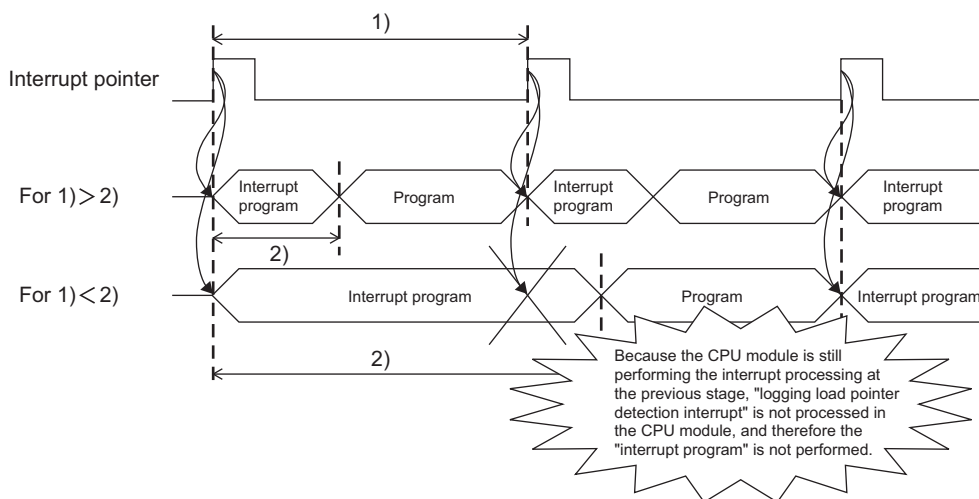 1)
Interrupt pointer
For 1)>2)
Interrupt
program
Program
Interrupt
program
Program
Interrupt
program
2)
For 1)<2)
Interrupt program
Program
Interrupt program
2)
Because the CPU module is still
performing the interrupt processing at
the previous stage, "logging load pointer
detection interrupt" is not processed in
the CPU module, and therefore the
"interrupt program" is not performed.